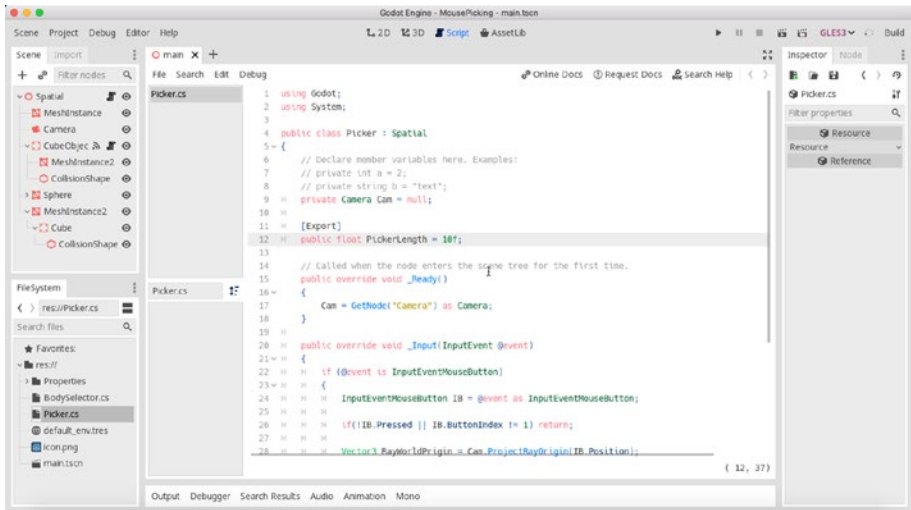 Godot Engine - MousePicking - main.tscn
Scene Project Debug Editor Help
2D 3D Script AssetLib
GLES3 Build
Scene Import
Filter nodes
Spatial
MeshInstance
Camera
CubeObjec
MeshInstance2
CollisionShape
Sphere
MeshInstance2
Cube
CollisionShape
FileSystem
res://Picker.cs
Search files
Favorites:
res://
Properties
BodySelector.cs
Picker.cs
default_env.tres
icon.png
main.tscn
main X +
File Search Edit Debug
Online Docs Request Docs Search Help
Picker.cs
Picker.cs
1 using Godot;
2 using System;
3
4 public class Picker : Spatial
5 {
6 // Declare member variables here. Examples:
7 // private int a = 2;
8 // private string b = "text";
9 private Camera Cam = null;
10
11 [Export]
12 public float PickerLength = 10f;
13
14 // Called when the node enters the scene tree for the first time.
15 public override void _Ready()
16 {
17 Cam = GetNode("Camera") as Camera;
18 }
19
20 public override void _Input(InputEvent @event)
21 {
22 if (@event is InputEventMouseButton)
23 {
24 InputEventMouseButton IB = @event as InputEventMouseButton;
25
26 if(!IB.Pressed || IB.ButtonIndex != 1) return;
27
28 Vector3 RayWorldPrigin = Cam.ProjectRayOrigin(IB.Position);
( 12, 37)
Output Debugger Search Results Audio Animation Mono
Inspector Node
Picker.cs
Filter properties
Resource
Resource
Reference